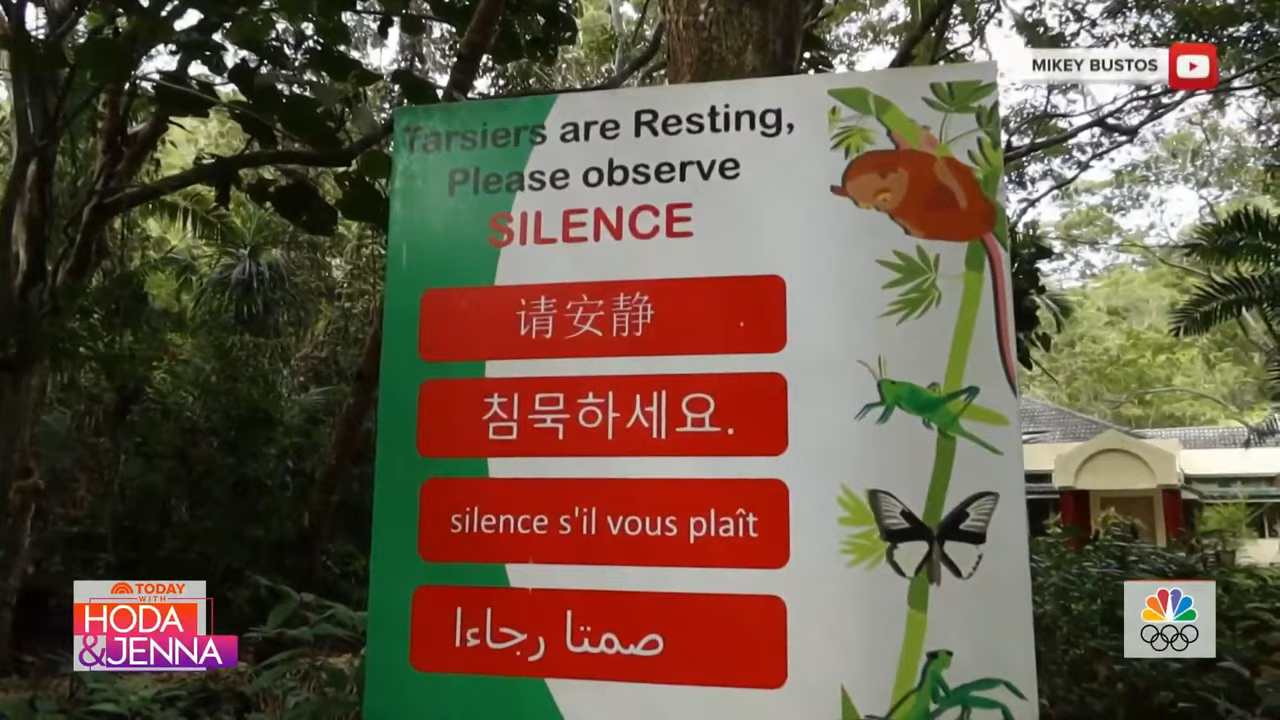 MIKEY BUSTOS
Tarsiers are Resting,
Please observe
SILENCE
请安静
침묵하세요.
silence s'il vous plaît
صمتا رجاءا
TODAY
WITH
HODA
&JENNA